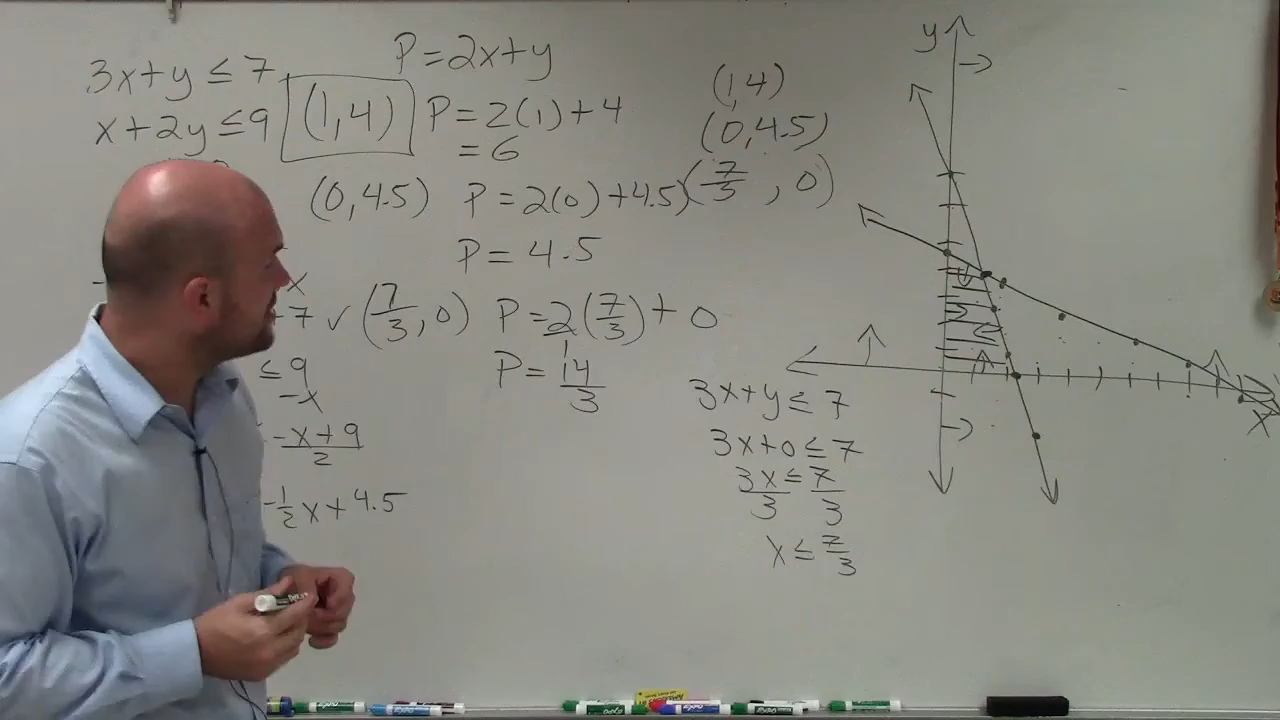 P = 2x + y
3x + y ≤ 7
x + 2y ≤ 9
(1,4) P = 2(1) + 4
= 6
(0,4.5) P = 2(0) + 4.5
P = 4.5
(7/3, 0) P = 2(7/3) + 0
P = 14/3
x
-7 ✓
≤ 9
-x
-x + 9
2
-1/2 x + 4.5
(1,4)
(0,4.5)
(7/3, 0)
3x + y ≤ 7
3x + 0 ≤ 7
3x/3 ≤ 7/3
x ≤ 7/3
y
x